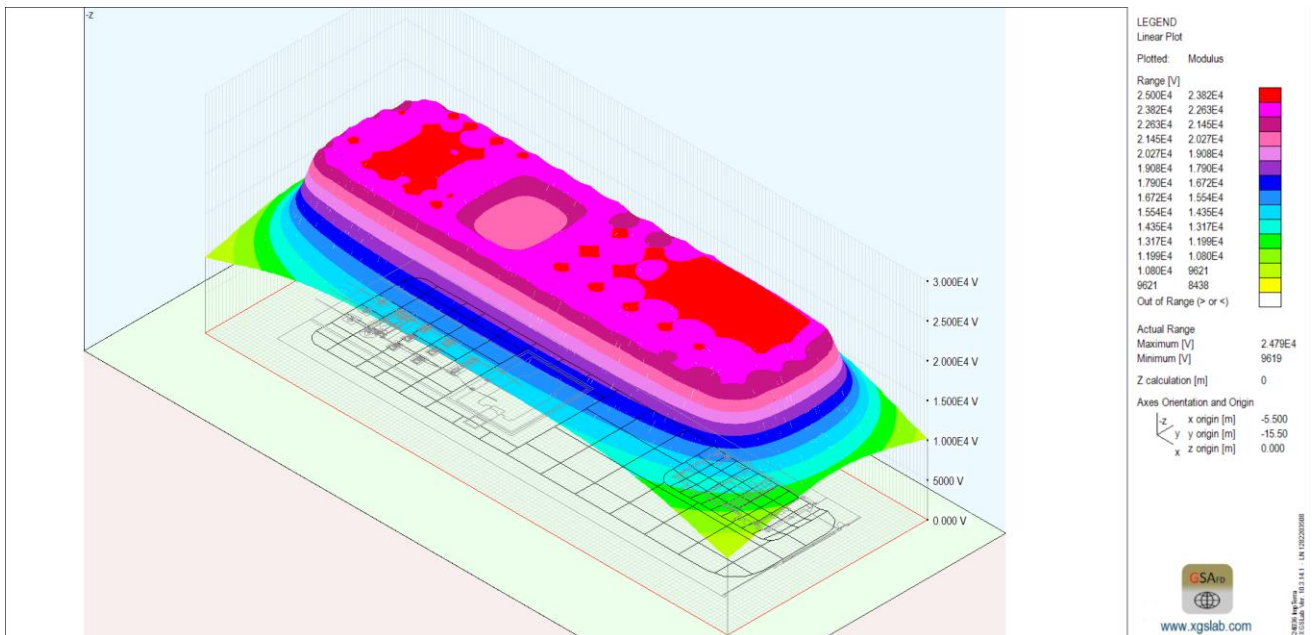 -z
3.000E4 V
2.500E4 V
2.000E4 V
1.500E4 V
1.000E4 V
5000 V
0.000 V
LEGEND
Linear Plot
Plotted: Modulus
Range [V]
2.500E4 2.382E4
2.382E4 2.263E4
2.263E4 2.145E4
2.145E4 2.027E4
2.027E4 1.908E4
1.908E4 1.790E4
1.790E4 1.672E4
1.672E4 1.554E4
1.554E4 1.435E4
1.435E4 1.317E4
1.317E4 1.199E4
1.199E4 1.080E4
1.080E4 9621
9621 8438
Out of Range (> or <)
Actual Range
Maximum [V] 2.479E4
Minimum [V] 9619
Z calculation [m] 0
Axes Orientation and Origin
-z x origin [m] -5.500
y y origin [m] -15.50
x z origin [m] 0.000
GSAFD
www.xgslab.com